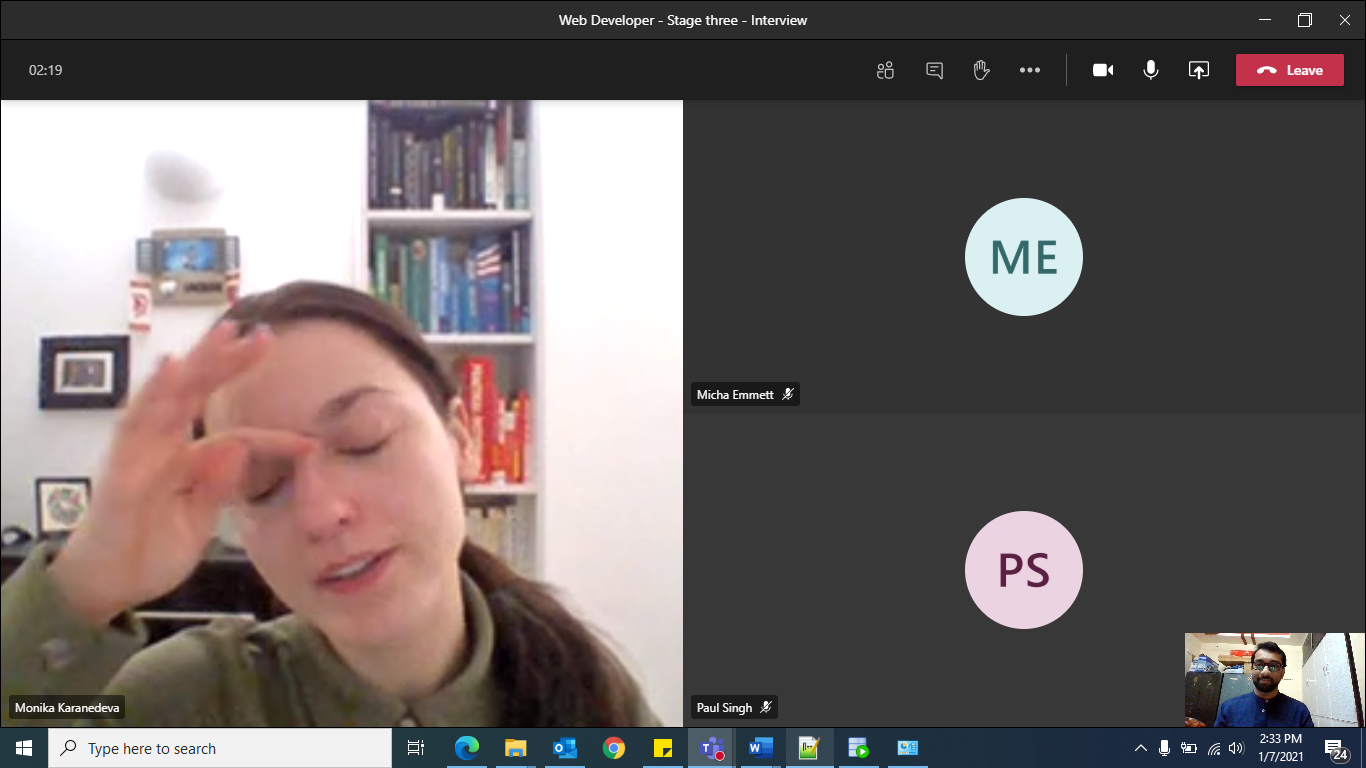 Web Developer - Stage three - Interview
02:19
Leave
ME
Micha Emmett
PS
Monika Karanedeva
Paul Singh
Type here to search
2:33 PM
1/7/2021
24